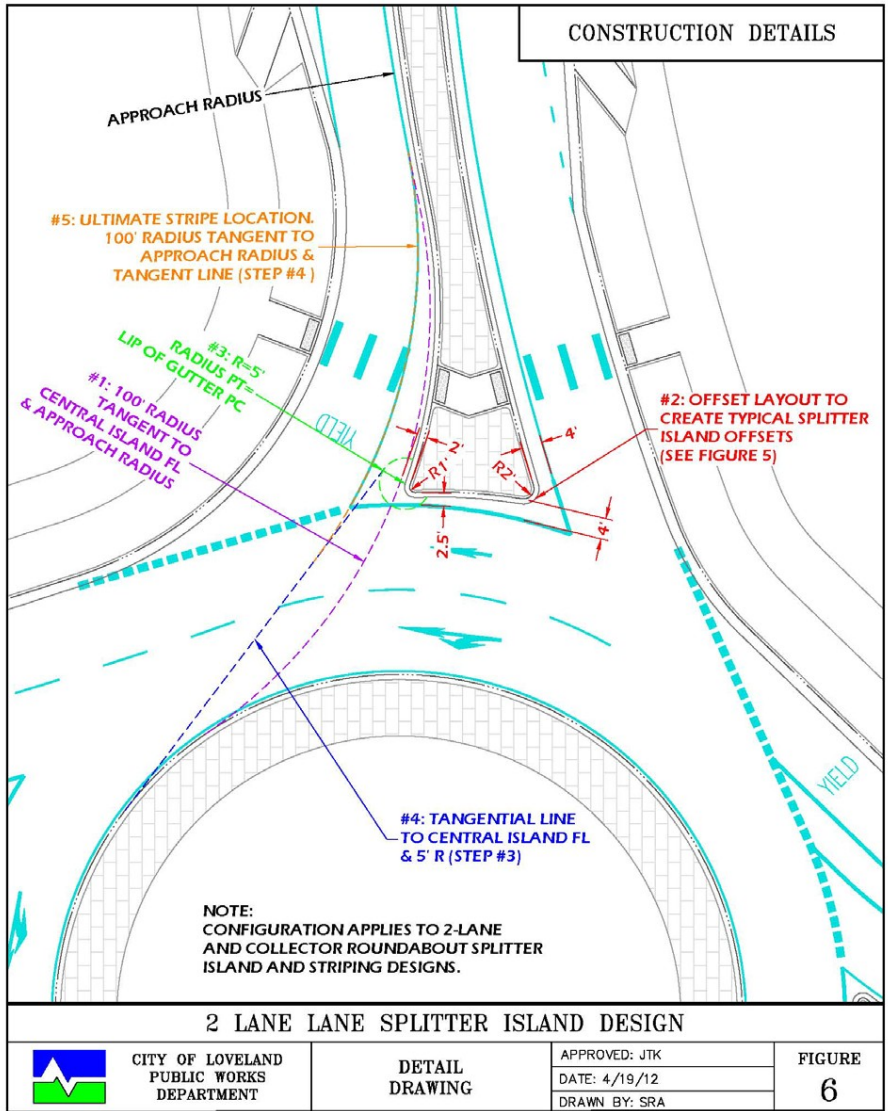 CONSTRUCTION DETAILS
APPROACH RADIUS
#5: ULTIMATE STRIPE LOCATION.
100' RADIUS TANGENT TO
APPROACH RADIUS &
TANGENT LINE (STEP #4 )
#3: R=5'
RADIUS PT=
LIP OF GUTTER PC
#1: 100' RADIUS
TANGENT TO
CENTRAL ISLAND FL
& APPROACH RADIUS
YIELD
#2: OFFSET LAYOUT TO
CREATE TYPICAL SPLITTER
ISLAND OFFSETS
(SEE FIGURE 5)
2'
4'
R1'
R2'
2.5'
4'
YIELD
#4: TANGENTIAL LINE
TO CENTRAL ISLAND FL
& 5' R (STEP #3)
NOTE:
CONFIGURATION APPLIES TO 2-LANE
AND COLLECTOR ROUNDABOUT SPLITTER
ISLAND AND STRIPING DESIGNS.
2 LANE LANE SPLITTER ISLAND DESIGN
CITY OF LOVELAND
PUBLIC WORKS
DEPARTMENT
DETAIL
DRAWING
APPROVED: JTK
DATE: 4/19/12
DRAWN BY: SRA
FIGURE
6